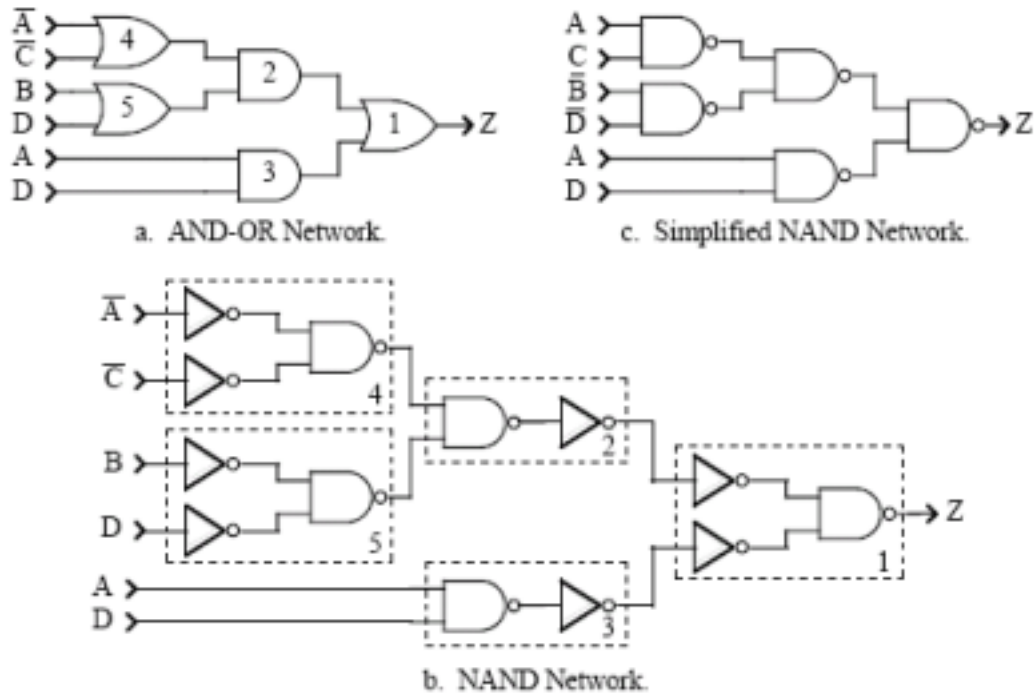 A̅
C̅
B
D
A
D
4
5
2
3
1
Z
a. AND-OR Network.
A
C
B̅
D̅
A
D
Z
c. Simplified NAND Network.
A̅
C̅
B
D
A
D
4
5
2
3
1
Z
b. NAND Network.